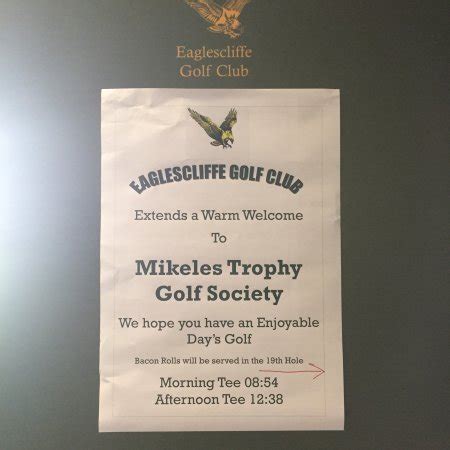 Eaglescliffe
Golf Club
EAGLESCLIFFE GOLF CLUB
Extends a Warm Welcome
To
Mikeles Trophy
Golf Society
We hope you have an Enjoyable
Day's Golf
Bacon Rolls will be served in the 19th Hole
Morning Tee 08:54
Afternoon Tee 12:38